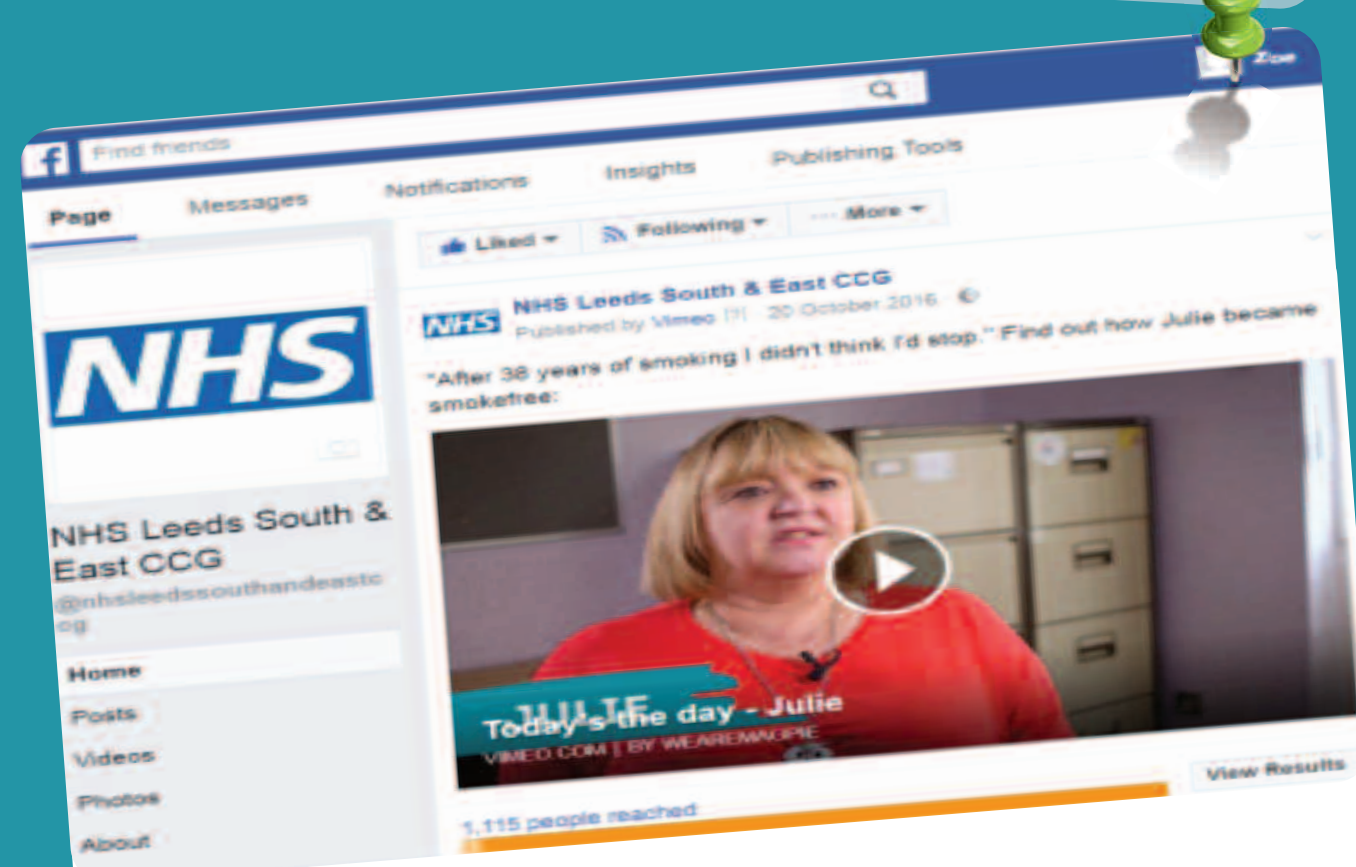 f Find friends
Zoe
Page Messages Notifications Insights Publishing Tools
Liked Following ··· More
NHS
NHS Leeds South &
East CCG
@nhsleedssouthandeastc
cg
Home
Posts
Videos
Photos
About
NHS
NHS Leeds South & East CCG
Published by Vimeo [?] · 20 October 2016 ·
"After 38 years of smoking I didn't think I'd stop." Find out how Julie became
smokefree:
JULIE
Today's the day - Julie
VIMEO.COM | BY WEAREMAGPIE
1,115 people reached
View Results